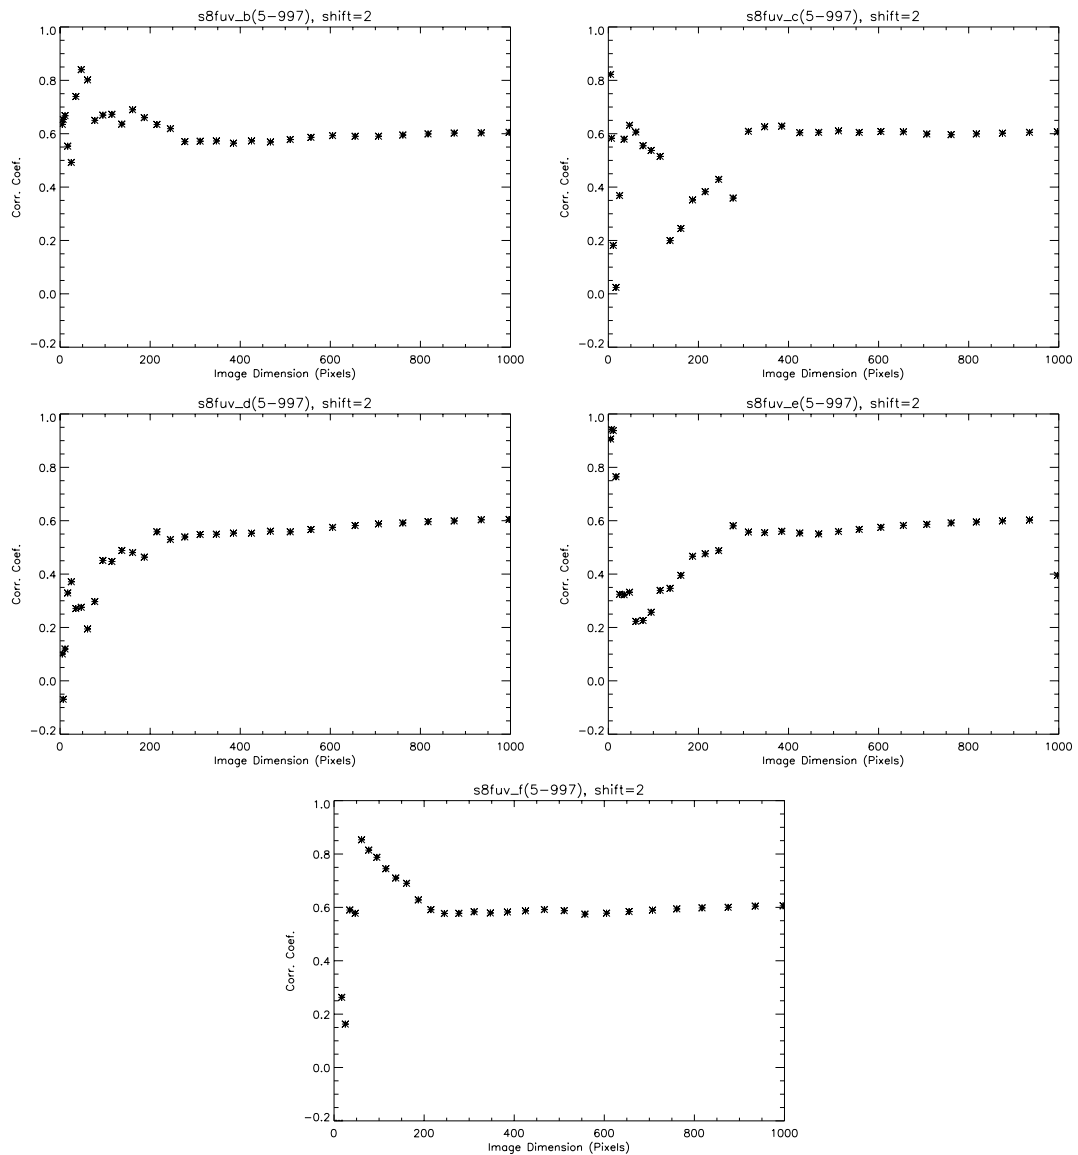 s8fuv_b(5-997), shift=2
1.0
0.8
0.6
0.4
0.2
0.0
-0.2
Corr. Coef.
0 200 400 600 800 1000
Image Dimension (Pixels)
s8fuv_c(5-997), shift=2
1.0
0.8
0.6
0.4
0.2
0.0
-0.2
Corr. Coef.
0 200 400 600 800 1000
Image Dimension (Pixels)
s8fuv_d(5-997), shift=2
1.0
0.8
0.6
0.4
0.2
0.0
-0.2
Corr. Coef.
0 200 400 600 800 1000
Image Dimension (Pixels)
s8fuv_e(5-997), shift=2
1.0
0.8
0.6
0.4
0.2
0.0
-0.2
Corr. Coef.
0 200 400 600 800 1000
Image Dimension (Pixels)
s8fuv_f(5-997), shift=2
1.0
0.8
0.6
0.4
0.2
0.0
-0.2
Corr. Coef.
0 200 400 600 800 1000
Image Dimension (Pixels)